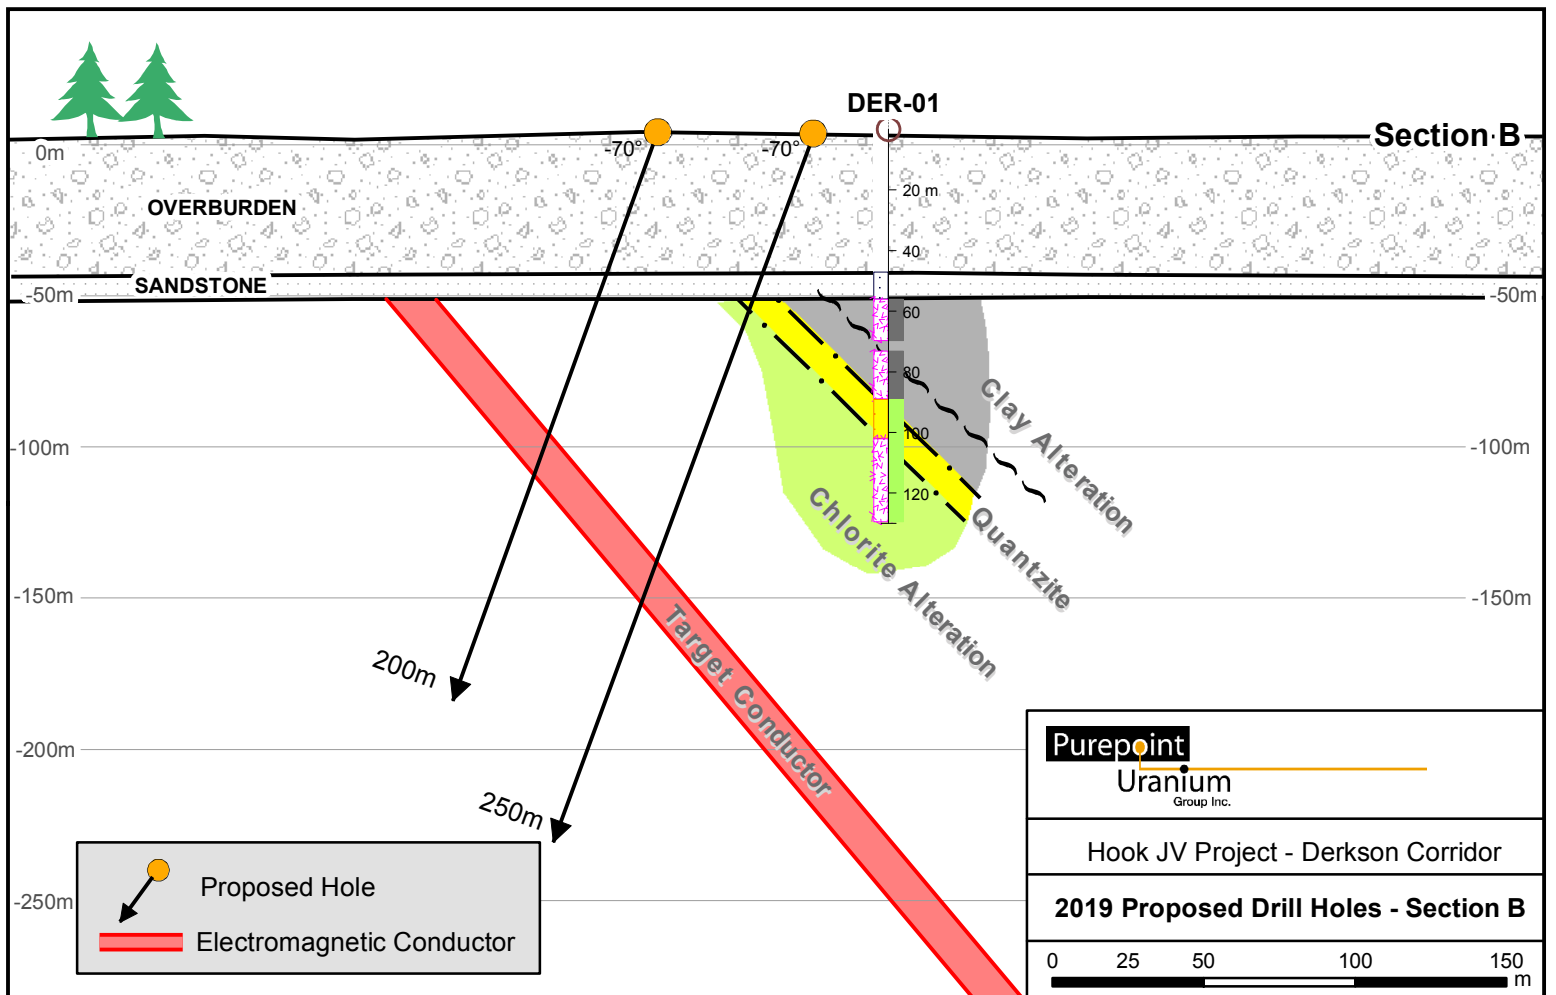 DER-01
Section B
0m
-70°
-70°
20 m
OVERBURDEN
40
SANDSTONE
-50m
-50m
60
80
Clay Alteration
100
-100m
-100m
120
Chlorite Alteration
Quantzite
-150m
-150m
Target Conductor
200m
-200m
250m
-250m
Proposed Hole
Electromagnetic Conductor
Purepoint
Uranium
Group Inc.
Hook JV Project - Derkson Corridor
2019 Proposed Drill Holes - Section B
0 25 50 100 150
m